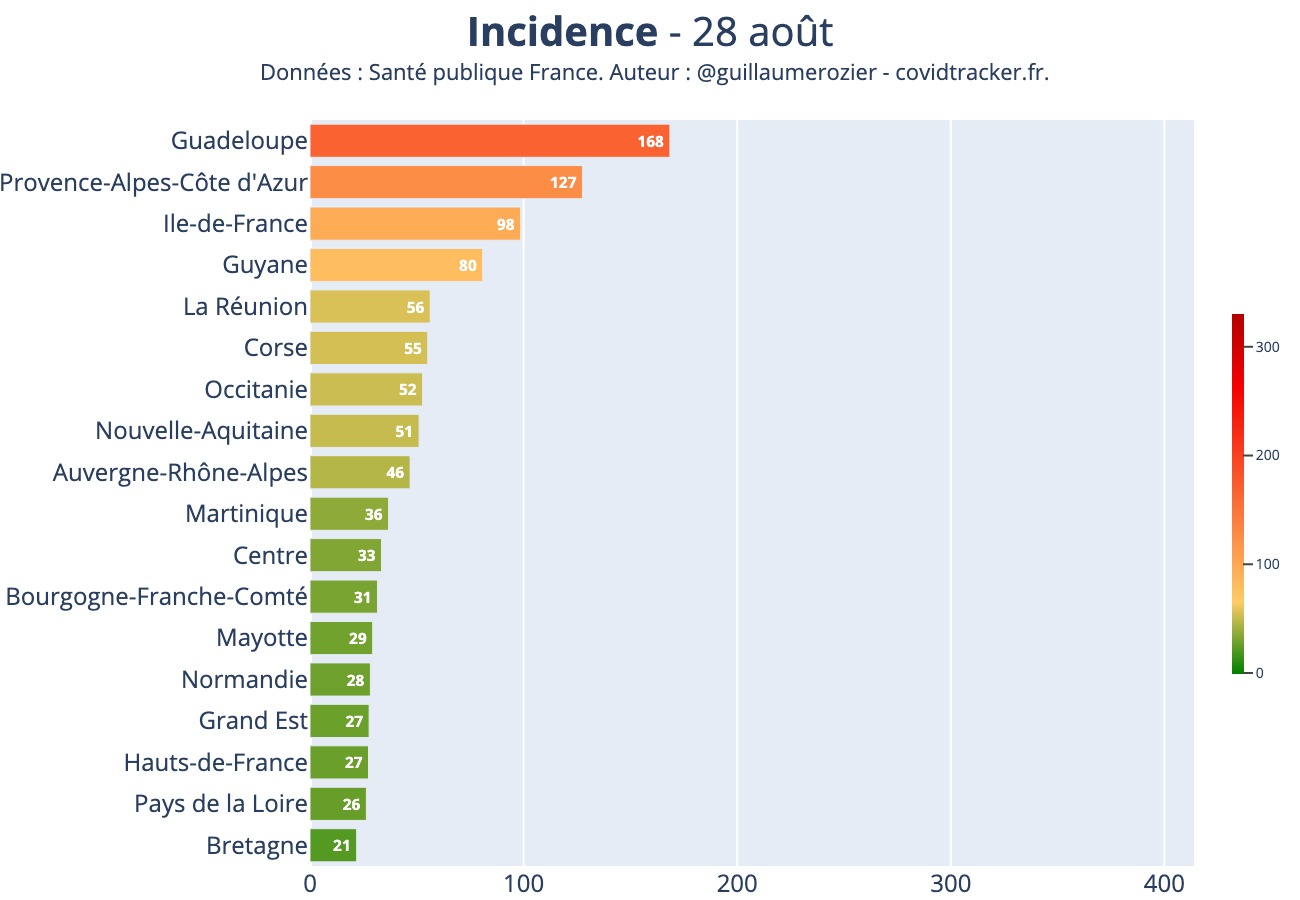 Incidence - 28 août
Données : Santé publique France. Auteur : @guillaumerozier - covidtracker.fr.
Guadeloupe 168
Provence-Alpes-Côte d'Azur 127
Ile-de-France 98
Guyane 80
La Réunion 56
Corse 55
Occitanie 52
Nouvelle-Aquitaine 51
Auvergne-Rhône-Alpes 46
Martinique 36
Centre 33
Bourgogne-Franche-Comté 31
Mayotte 29
Normandie 28
Grand Est 27
Hauts-de-France 27
Pays de la Loire 26
Bretagne 21
0 100 200 300 400
300
200
100
0